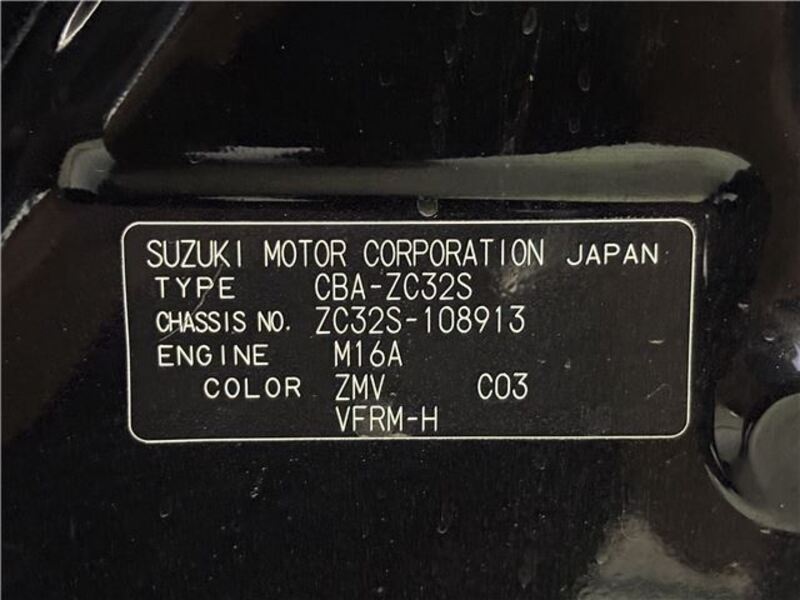 SUZUKI MOTOR CORPORATION JAPAN
TYPE CBA-ZC32S
CHASSIS NO. ZC32S-108913
ENGINE M16A
COLOR ZMV C03
VFRM-H